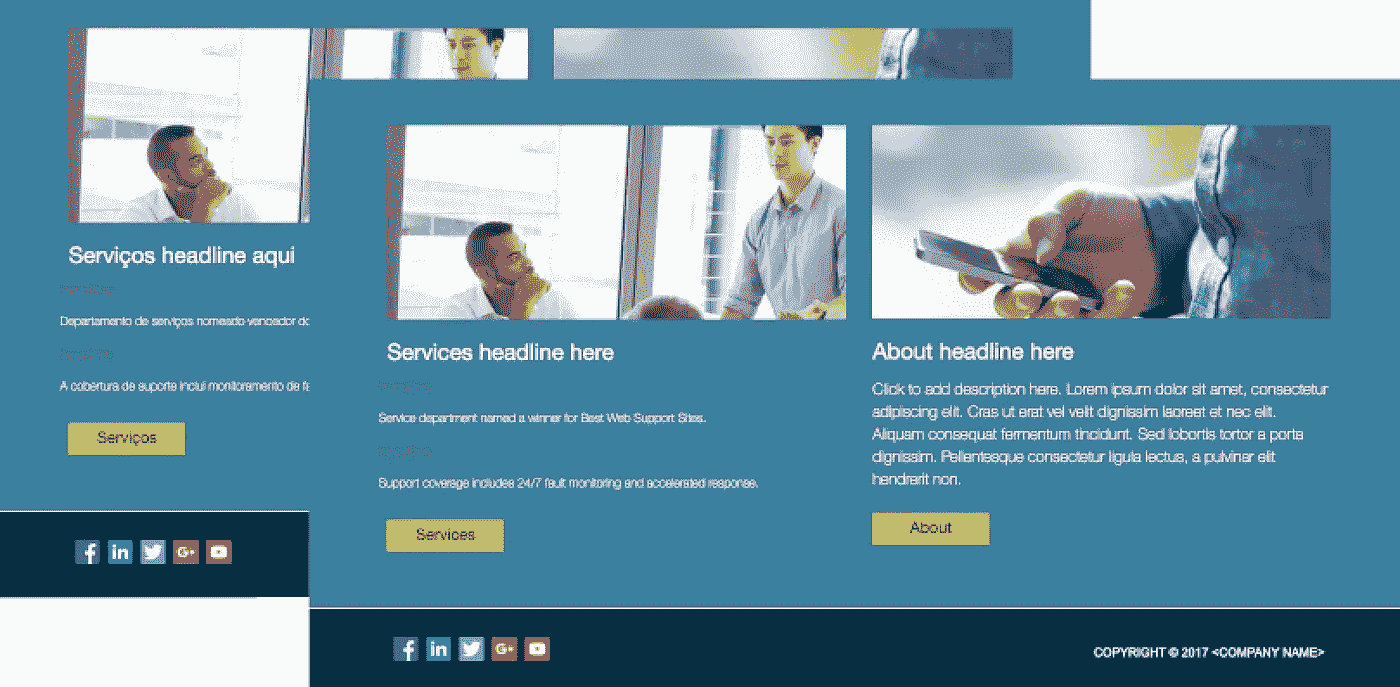 Serviços headline aqui
Departamento de serviços nomeado vencedor do
A cobertura de suporte inclui monitoramento de fa
Serviços
Services headline here
Service department named a winner for Best Web Support Sites.
Support coverage includes 24/7 fault monitoring and accelerated response.
Services
About headline here
Click to add description here. Lorem ipsum dolor sit amet, consectetur
adipiscing elit. Cras ut erat vel velit dignissim laoreet et nec elit.
Aliquam consequat fermentum tincidunt. Sed lobortis tortor a porta
dignissim. Pellentesque consectetur ligula lectus, a pulvinar elit
hendrerit non.
About
COPYRIGHT © 2017 <COMPANY NAME>